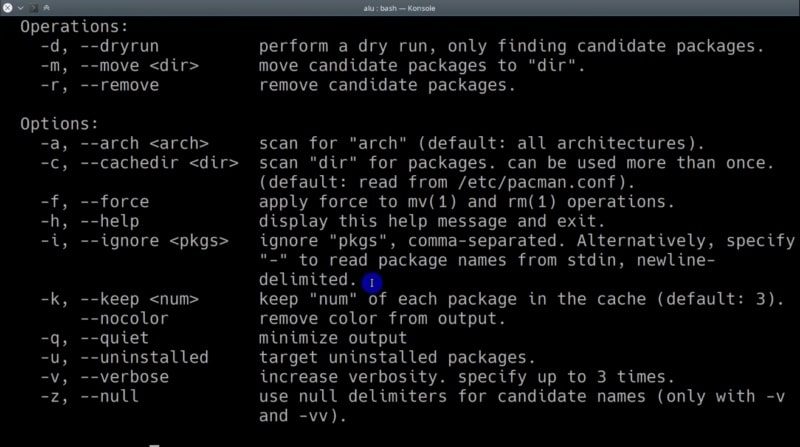 alu : bash — Konsole
Operations:
-d, --dryrun perform a dry run, only finding candidate packages.
-m, --move <dir> move candidate packages to "dir".
-r, --remove remove candidate packages.
Options:
-a, --arch <arch> scan for "arch" (default: all architectures).
-c, --cachedir <dir> scan "dir" for packages. can be used more than once.
(default: read from /etc/pacman.conf).
-f, --force apply force to mv(1) and rm(1) operations.
-h, --help display this help message and exit.
-i, --ignore <pkgs> ignore "pkgs", comma-separated. Alternatively, specify
"-" to read package names from stdin, newline-
delimited.
-k, --keep <num> keep "num" of each package in the cache (default: 3).
--nocolor remove color from output.
-q, --quiet minimize output
-u, --uninstalled target uninstalled packages.
-v, --verbose increase verbosity. specify up to 3 times.
-z, --null use null delimiters for candidate names (only with -v
and -vv).